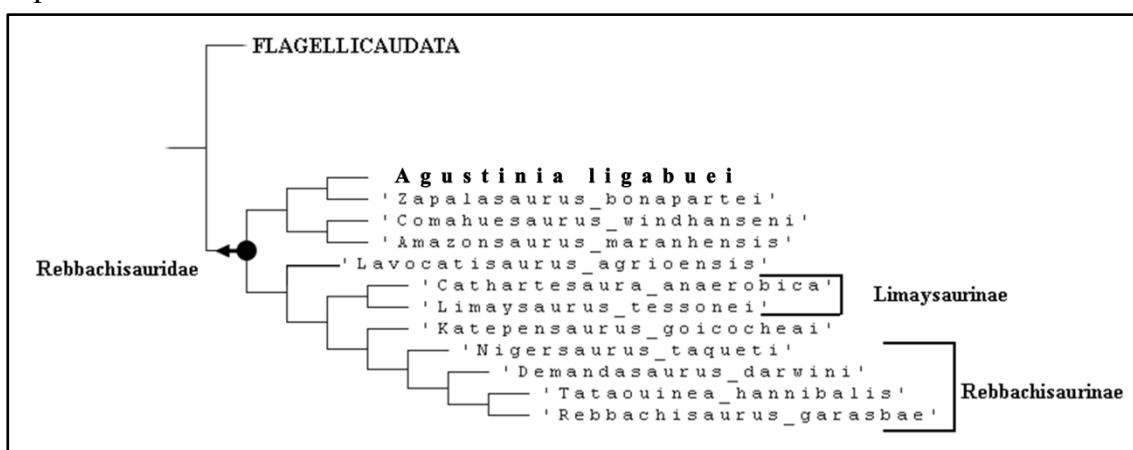 FLAGELLICAUDATA
Agustinia ligabuei
'Zapalasaurus_bonapartei'
'Comahuesaurus_windhanseni'
'Amazonsaurus_maranhensis'
Rebbachisauridae
'Lavocatisaurus_agrioensis'
'Cathartesaura_anaerobica'
Limaysaurinae
'Limaysaurus_tessonei'
'Katepensaurus_goicocheai'
'Nigersaurus_taqueti'
'Demandasaurus_darwini'
'Tataouinea_hannibalis'
Rebbachisaurinae
'Rebbachisaurus_garasbae'